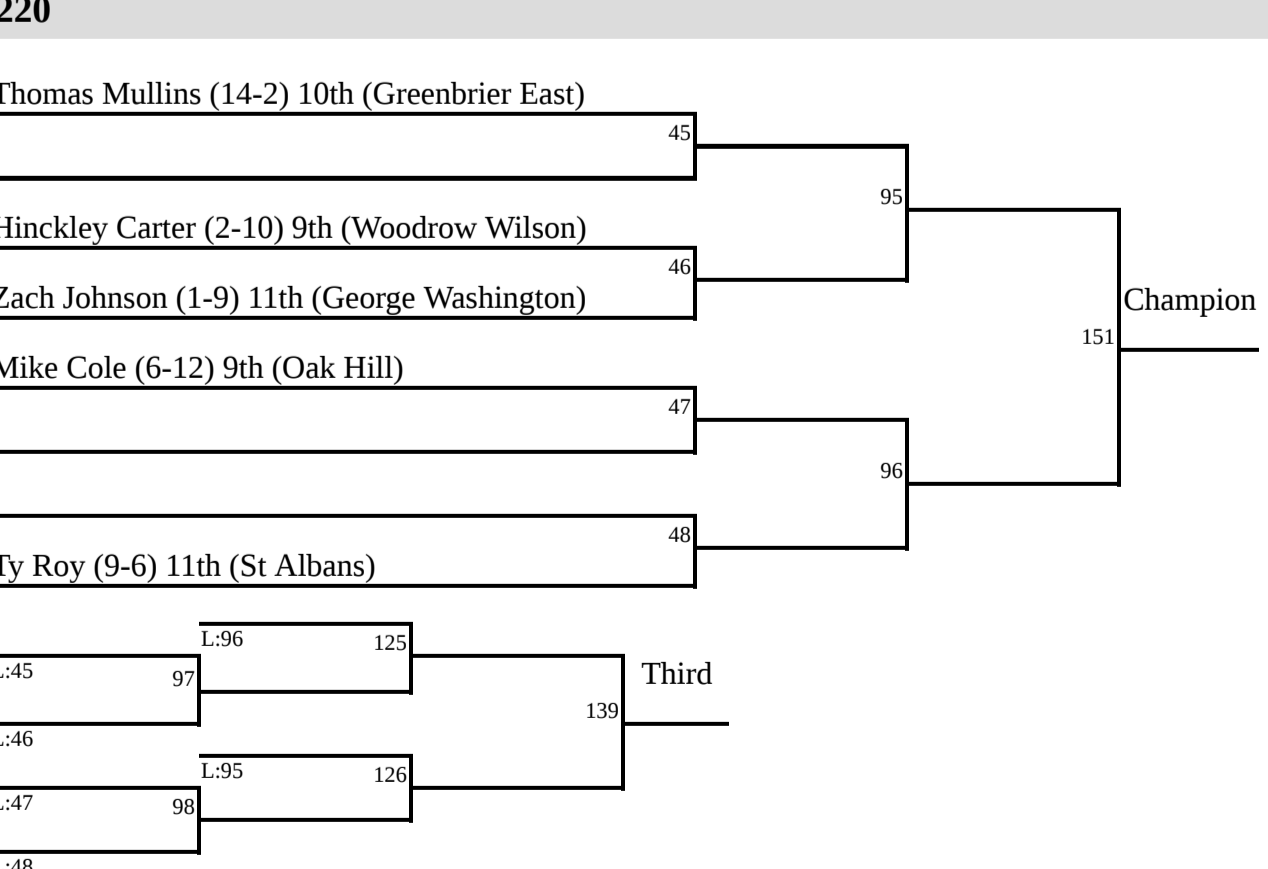 220
Thomas Mullins (14-2) 10th (Greenbrier East)
45
95
Hinckley Carter (2-10) 9th (Woodrow Wilson)
46
Zach Johnson (1-9) 11th (George Washington)
Champion
151
Mike Cole (6-12) 9th (Oak Hill)
47
96
48
Ty Roy (9-6) 11th (St Albans)
L:96 125
L:45 97 Third
139
L:46
L:95 126
L:47 98
L:48